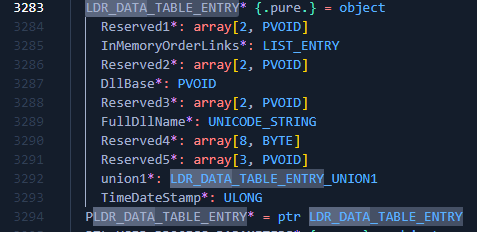 3283 LDR_DATA_TABLE_ENTRY* {.pure.} = object
3284 Reserved1*: array[2, PVOID]
3285 InMemoryOrderLinks*: LIST_ENTRY
3286 Reserved2*: array[2, PVOID]
3287 DllBase*: PVOID
3288 Reserved3*: array[2, PVOID]
3289 FullDllName*: UNICODE_STRING
3290 Reserved4*: array[8, BYTE]
3291 Reserved5*: array[3, PVOID]
3292 union1*: LDR_DATA_TABLE_ENTRY_UNION1
3293 TimeDateStamp*: ULONG
3294 PLDR_DATA_TABLE_ENTRY* = ptr LDR_DATA_TABLE_ENTRY